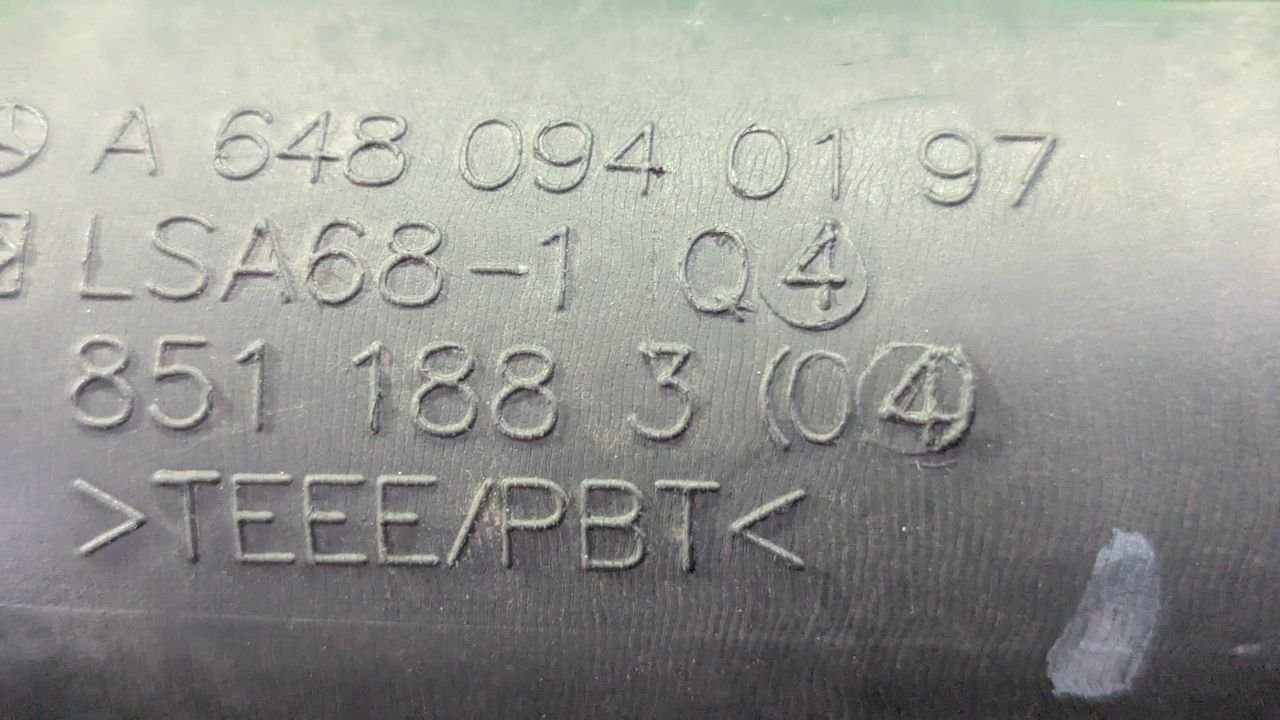 A 648 094 01 97
LSA68-1 Q④
851 188 3 (0④)
>TEEE/PBT<